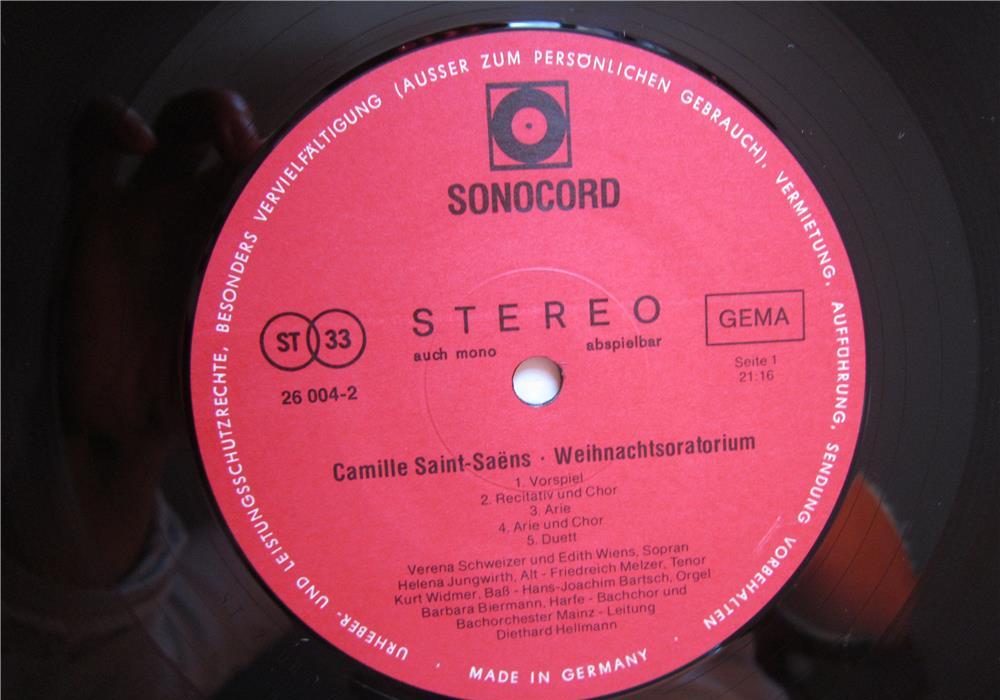 URHEBER- UND LEISTUNGSSCHUTZRECHTE, BESONDERS VERVIELFÄLTIGUNG (AUSSER ZUM PERSÖNLICHEN GEBRAUCH), VERMIETUNG, AUFFÜHRUNG, SENDUNG VORBEHALTEN
SONOCORD
ST 33
STEREO
GEMA
auch mono abspielbar
Seite 1
21:16
26 004-2
Camille Saint-Saëns · Weihnachtsoratorium
1. Vorspiel
2. Recitativ und Chor
3. Arie
4. Arie und Chor
5. Duett
Verena Schweizer und Edith Wiens, Sopran
Helena Jungwirth, Alt - Friedreich Melzer, Tenor
Kurt Widmer, Baß - Hans-Joachim Bartsch, Orgel
Barbara Biermann, Harfe - Bachchor und
Bachorchester Mainz - Leitung
Diethard Hellmann
MADE IN GERMANY